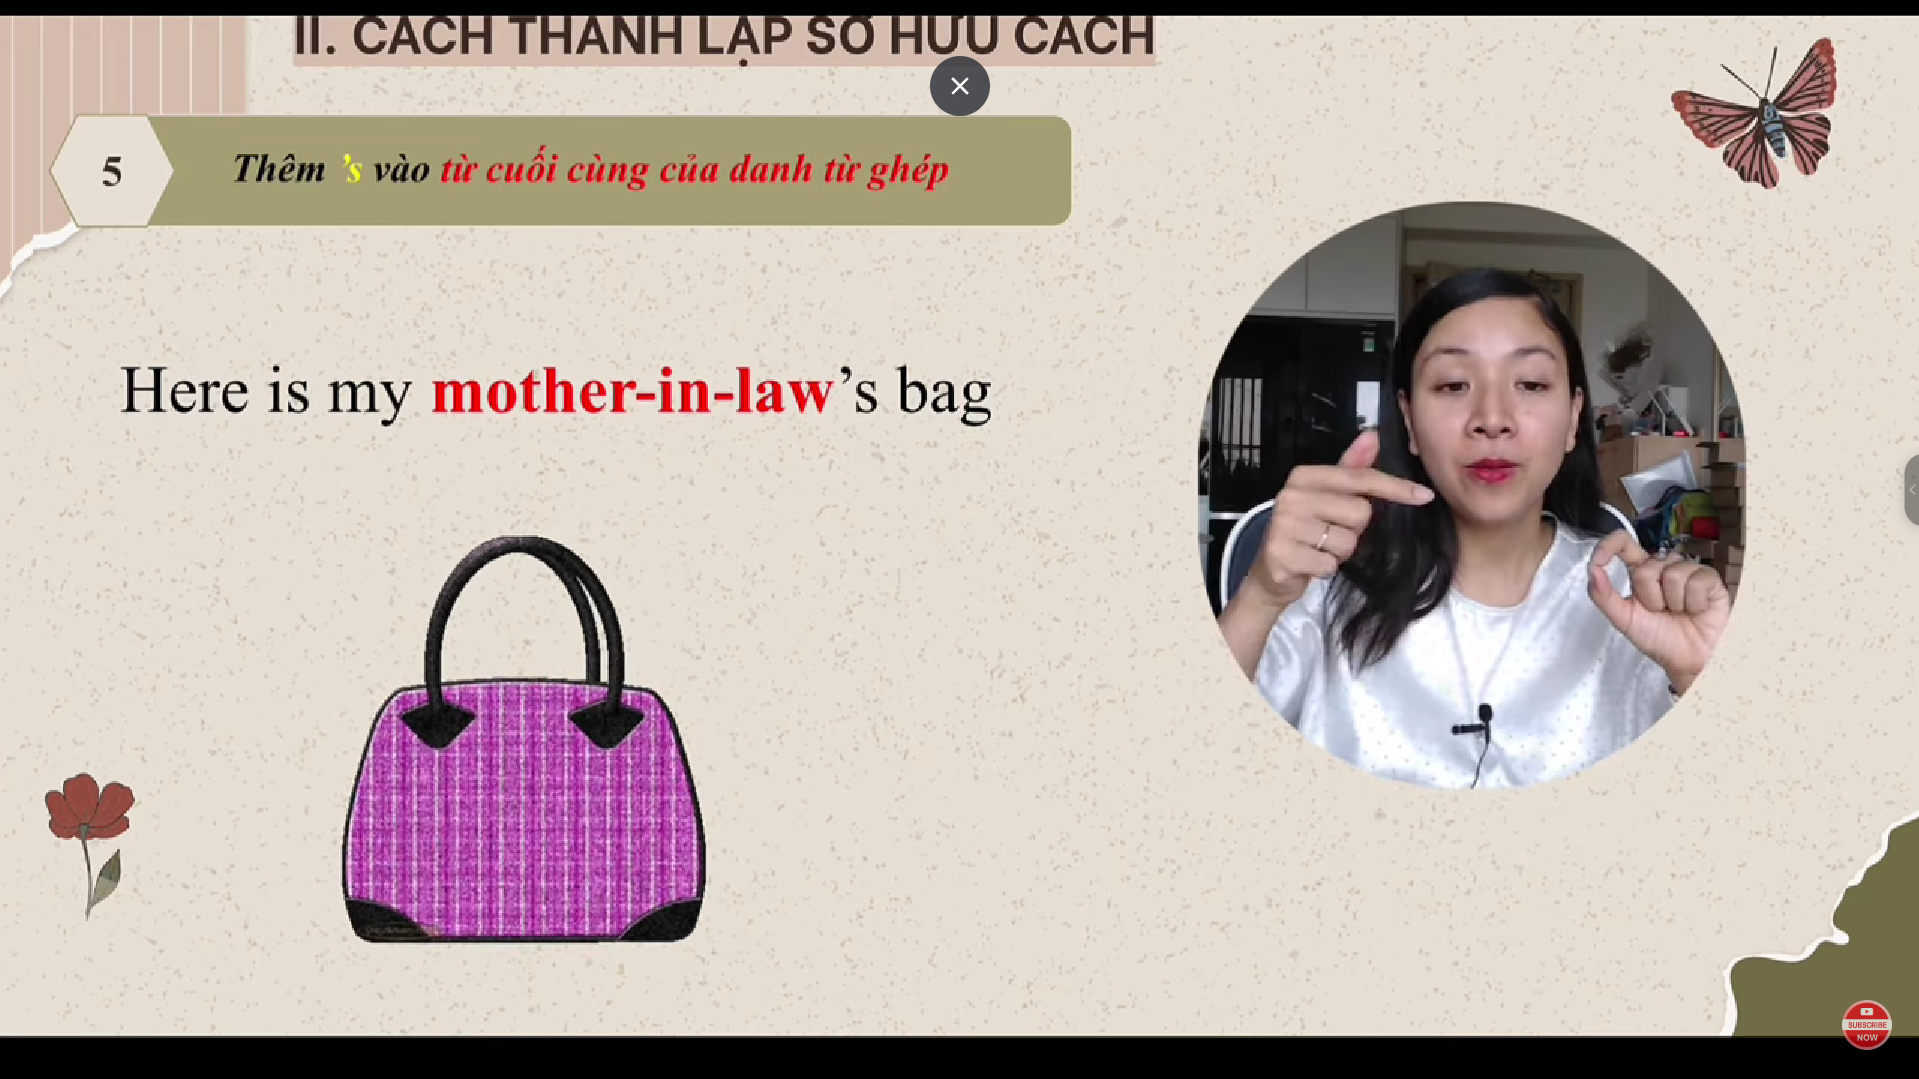 II. CÁCH THÀNH LẬP SỞ HỮU CÁCH
5
Thêm ’s vào từ cuối cùng của danh từ ghép
Here is my mother-in-law’s bag
SUBSCRIBE
NOW